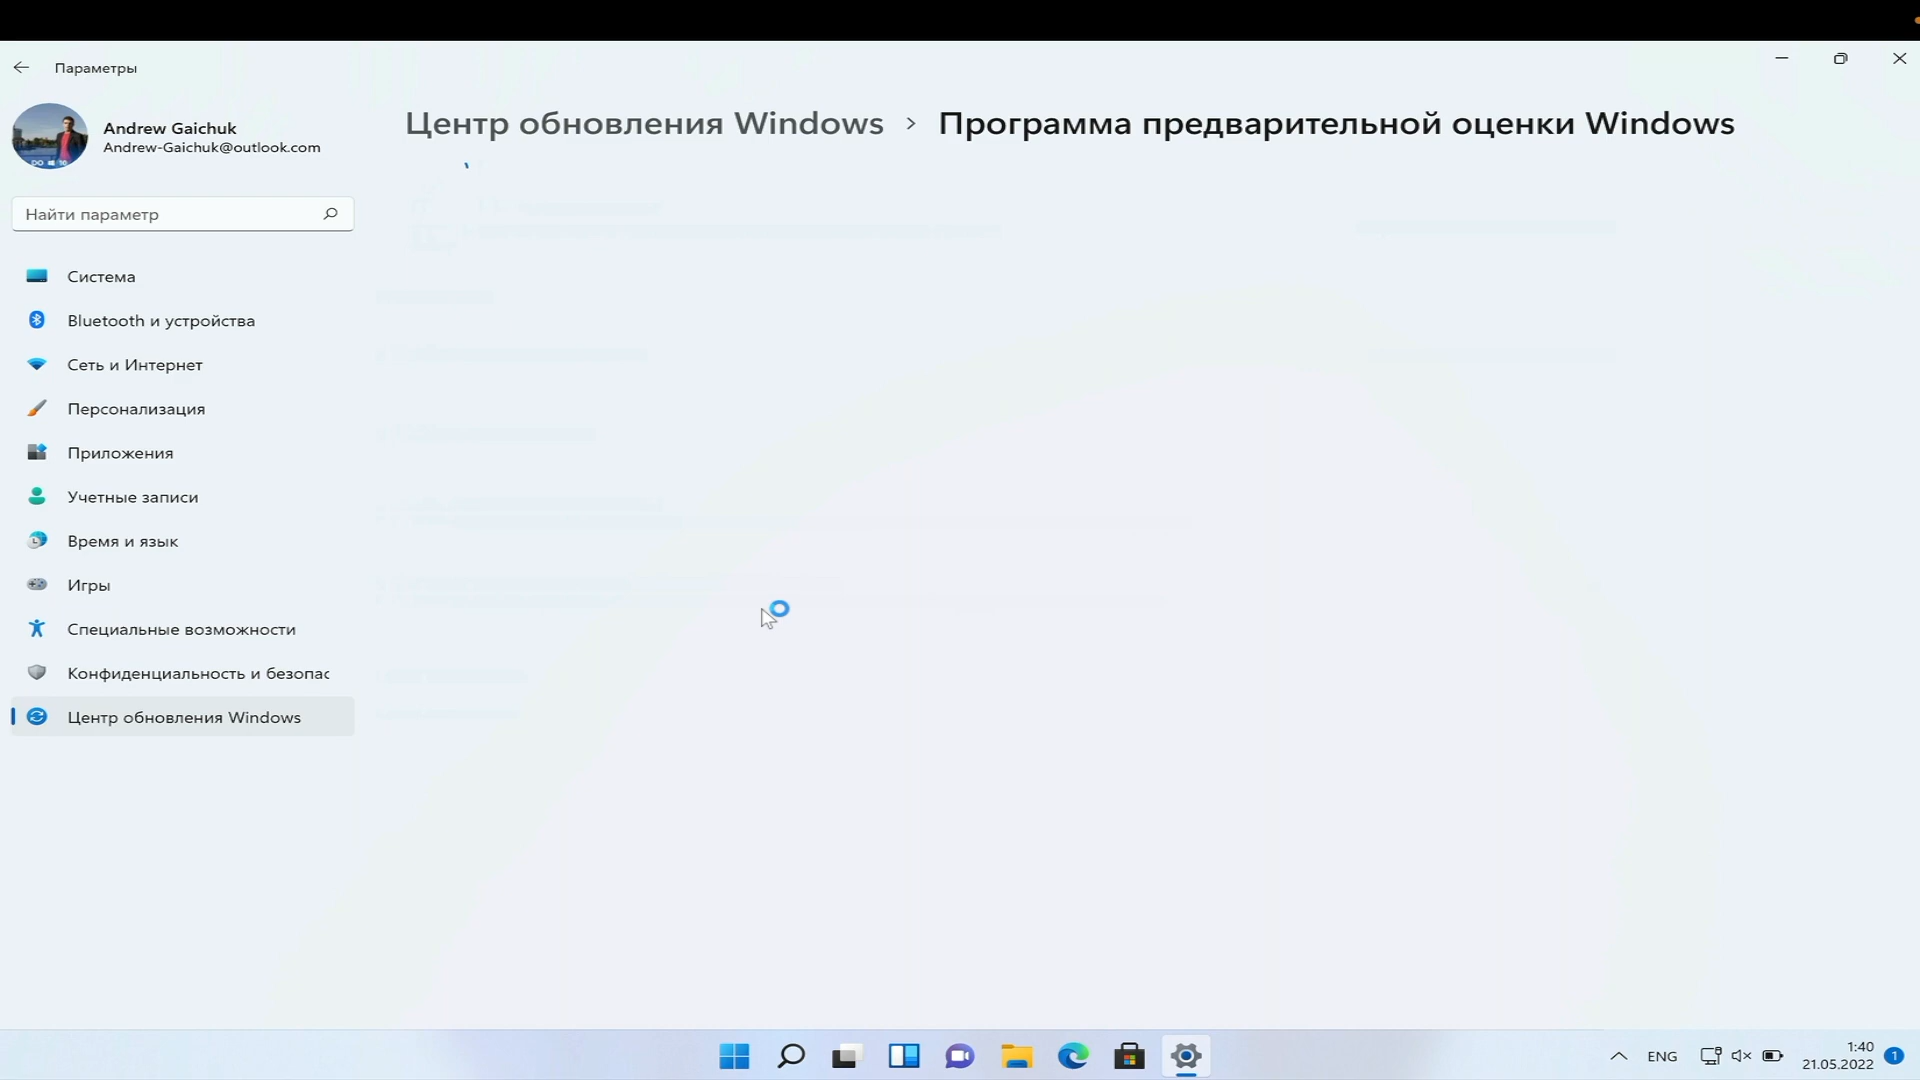 Параметры
Andrew Gaichuk
Andrew-Gaichuk@outlook.com
Найти параметр
Система
Bluetooth и устройства
Сеть и Интернет
Персонализация
Приложения
Учетные записи
Время и язык
Игры
Специальные возможности
Конфиденциальность и безопас
Центр обновления Windows
Центр обновления Windows > Программа предварительной оценки Windows
ENG
1:40
21.05.2022
1